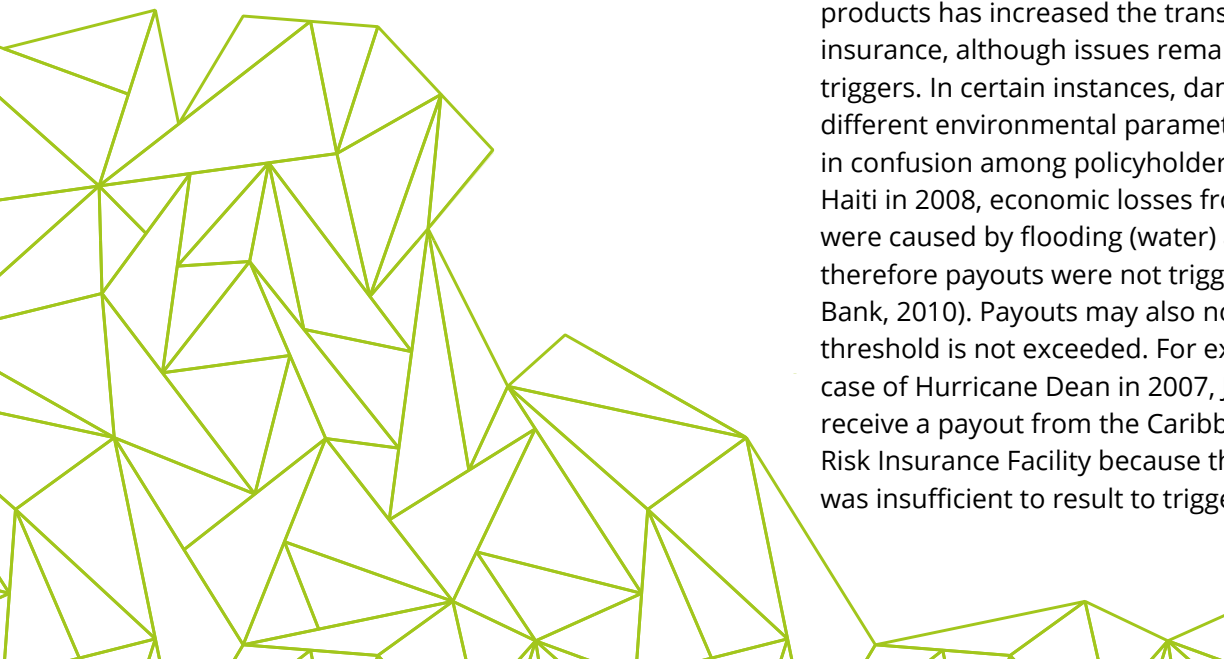 products has increased the trans
insurance, although issues rema
triggers. In certain instances, dar
different environmental paramet
in confusion among policyholder
Haiti in 2008, economic losses fro
were caused by flooding (water)
therefore payouts were not trigg
Bank, 2010). Payouts may also no
threshold is not exceeded. For ex
case of Hurricane Dean in 2007, J
receive a payout from the Caribb
Risk Insurance Facility because th
was insufficient to result to trigge